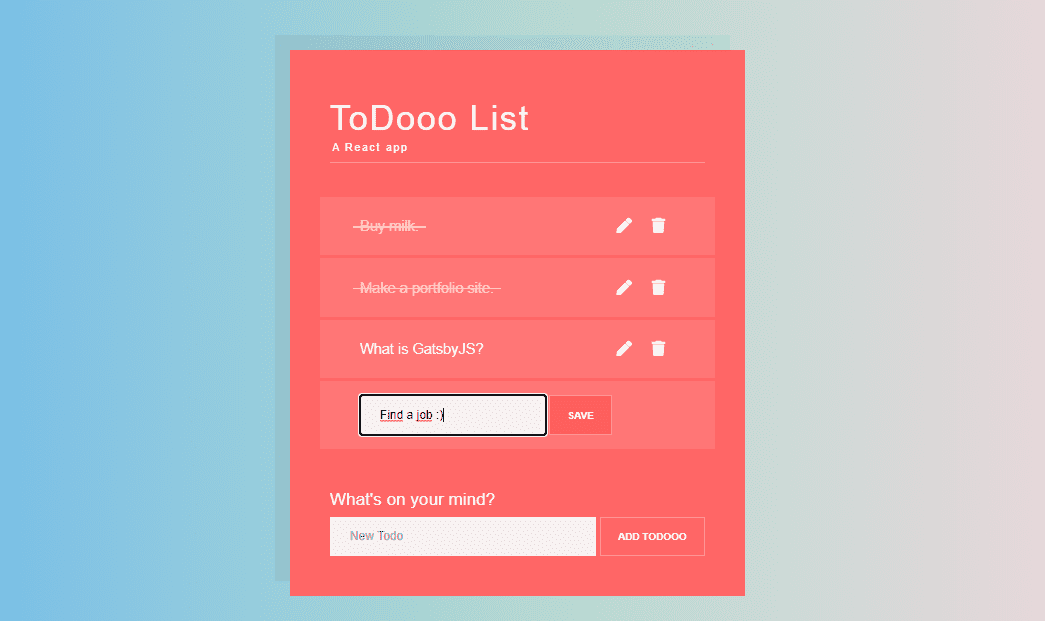 ToDooo List
A React app
Buy milk.
Make a portfolio site.
What is GatsbyJS?
Find a job :) SAVE
What's on your mind?
New Todo ADD TODOOO